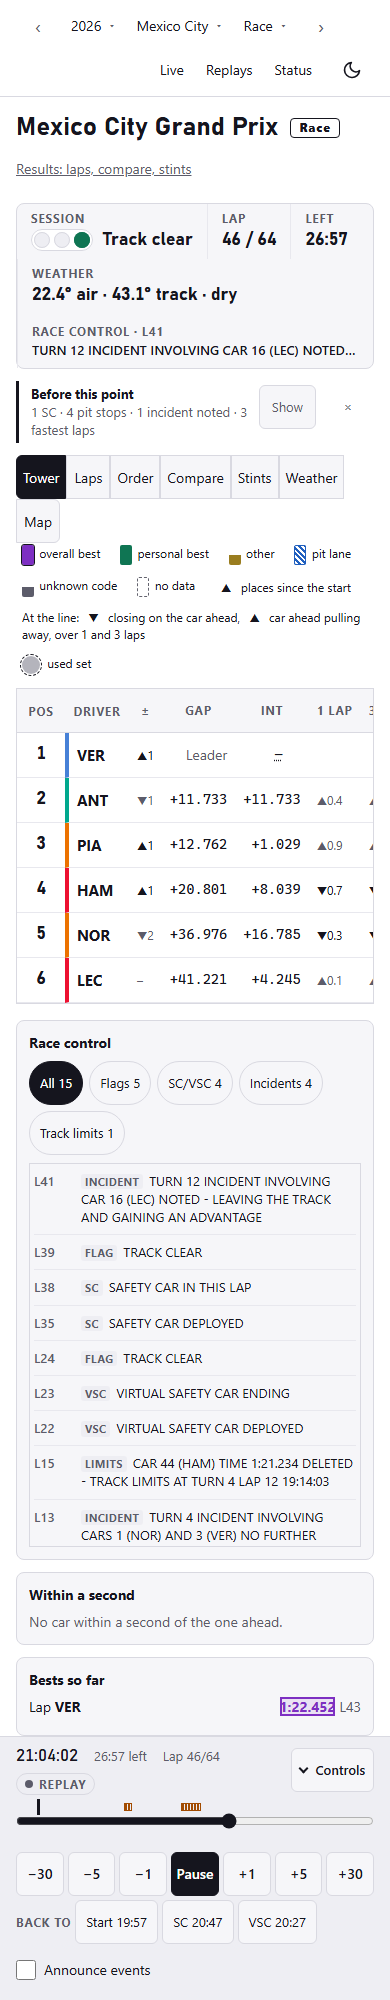 ‹ 2026 Mexico City Race ›
Live Replays Status
Mexico City Grand Prix Race
Results: laps, compare, stints
SESSION LAP LEFT
Track clear 46 / 64 26:57
WEATHER
22.4° air · 43.1° track · dry
RACE CONTROL · L41
TURN 12 INCIDENT INVOLVING CAR 16 (LEC) NOTED...
Before this point
1 SC · 4 pit stops · 1 incident noted · 3
fastest laps
Show ×
Tower Laps Order Compare Stints Weather
Map
overall best personal best other pit lane
unknown code no data ▲ places since the start
At the line: ▼ closing on the car ahead, ▲ car ahead pulling
away, over 1 and 3 laps
used set
POS DRIVER ± GAP INT 1 LAP
1 VER ▲1 Leader –
2 ANT ▼1 +11.733 +11.733 ▲0.4
3 PIA ▲1 +12.762 +1.029 ▲0.9
4 HAM ▲1 +20.801 +8.039 ▼0.7
5 NOR ▼2 +36.976 +16.785 ▼0.3
6 LEC – +41.221 +4.245 ▲0.1
Race control
All 15 Flags 5 SC/VSC 4 Incidents 4
Track limits 1
L41 INCIDENT TURN 12 INCIDENT INVOLVING
CAR 16 (LEC) NOTED - LEAVING THE TRACK
AND GAINING AN ADVANTAGE
L39 FLAG TRACK CLEAR
L38 SC SAFETY CAR IN THIS LAP
L35 SC SAFETY CAR DEPLOYED
L24 FLAG TRACK CLEAR
L23 VSC VIRTUAL SAFETY CAR ENDING
L22 VSC VIRTUAL SAFETY CAR DEPLOYED
L15 LIMITS CAR 44 (HAM) TIME 1:21.234 DELETED
- TRACK LIMITS AT TURN 4 LAP 12 19:14:03
L13 INCIDENT TURN 4 INCIDENT INVOLVING
CARS 1 (NOR) AND 3 (VER) NO FURTHER
Within a second
No car within a second of the one ahead.
Bests so far
Lap VER 1:22.452 L43
21:04:02 26:57 left Lap 46/64
REPLAY
Controls
−30 −5 −1 Pause +1 +5 +30
BACK TO Start 19:57 SC 20:47 VSC 20:27
Announce events